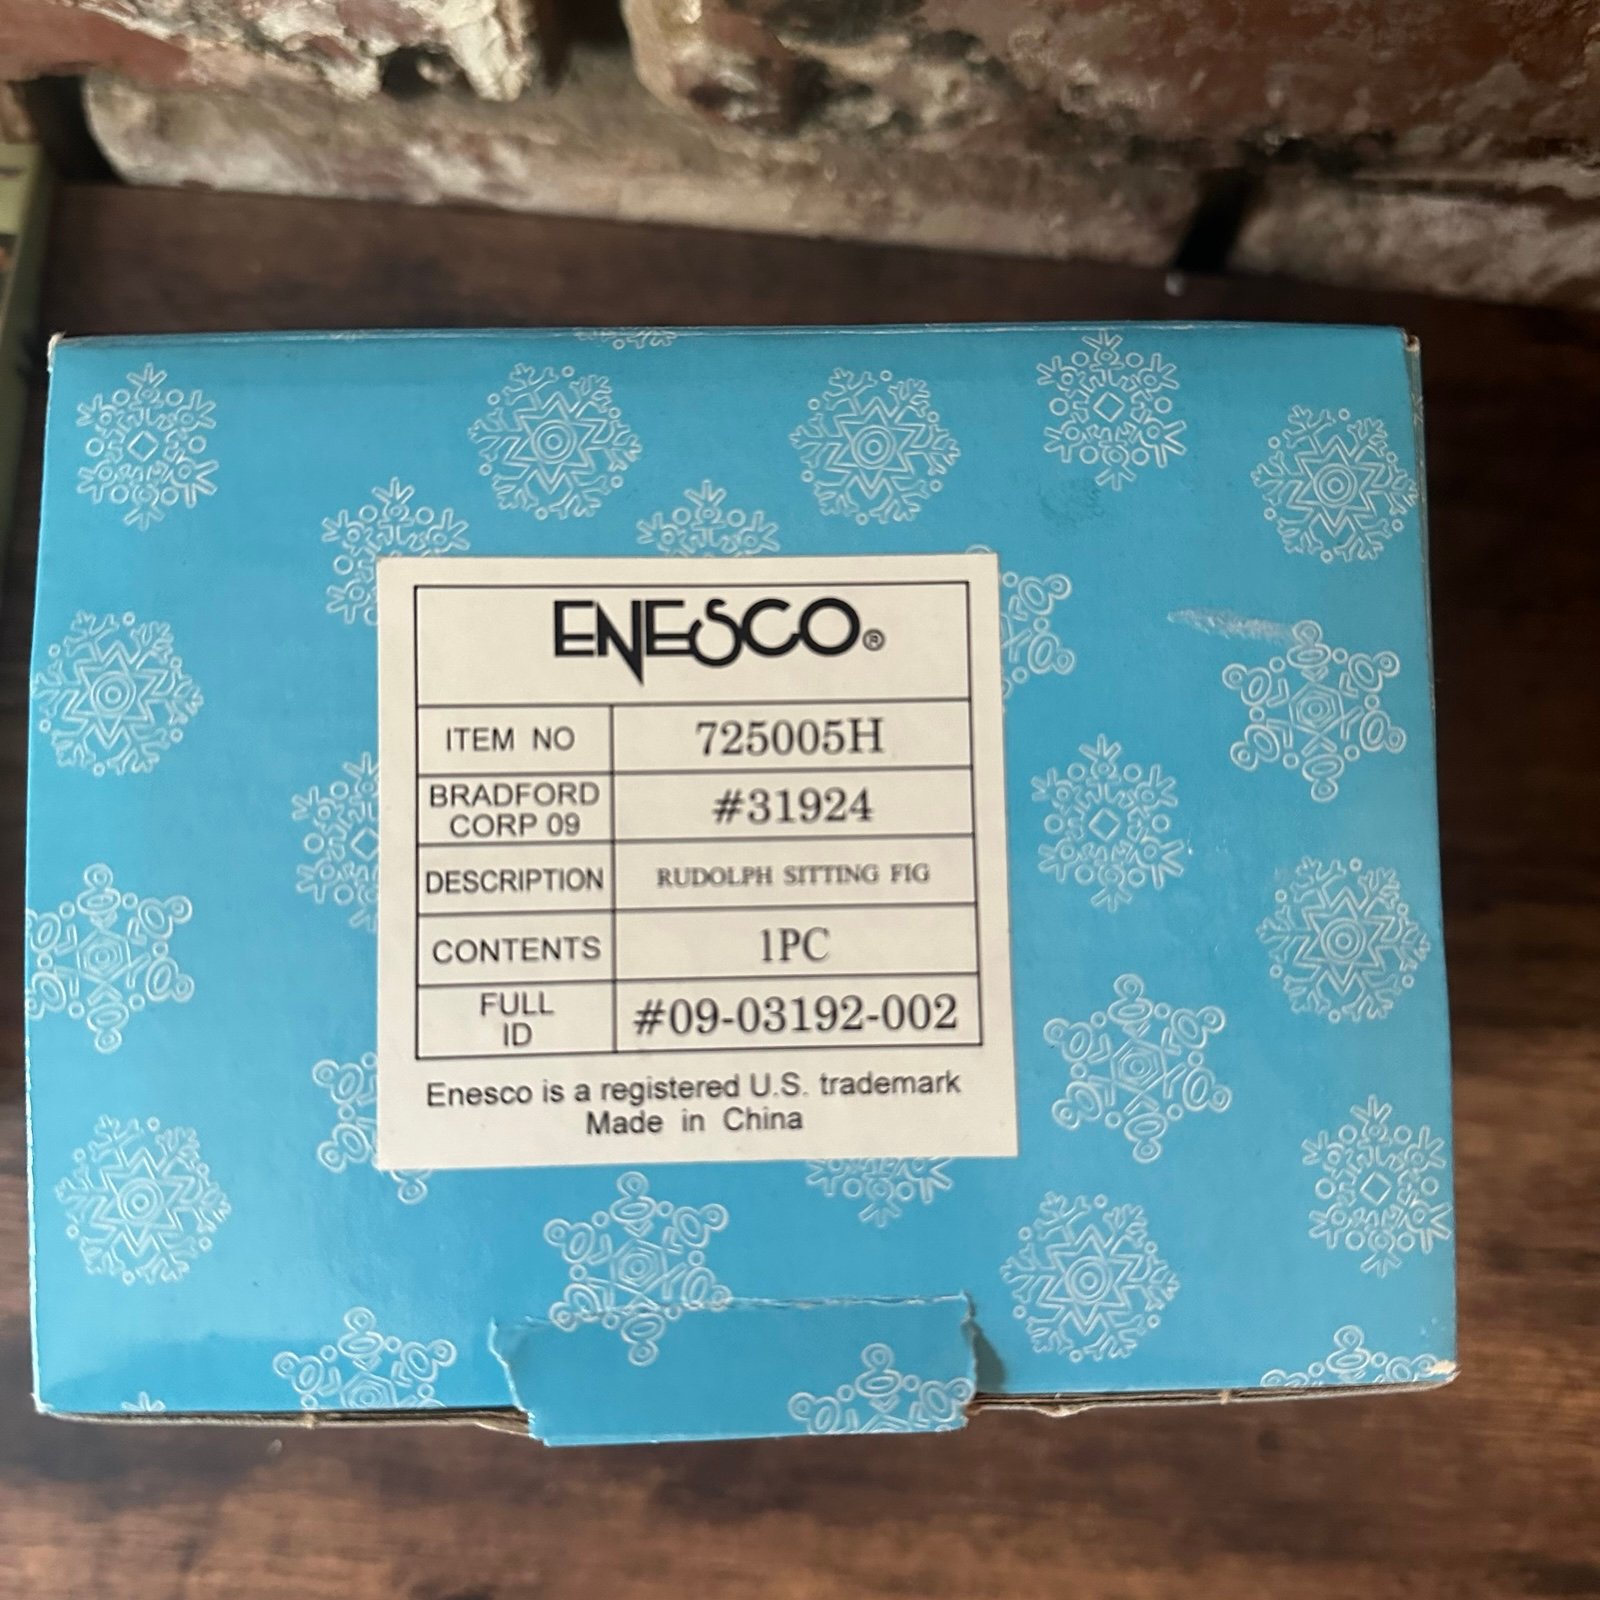 ENESCO®
ITEM NO 725005H
BRADFORD
CORP 09 #31924
DESCRIPTION RUDOLPH SITTING FIG
CONTENTS 1PC
FULL
ID #09-03192-002
Enesco is a registered U.S. trademark
Made in China